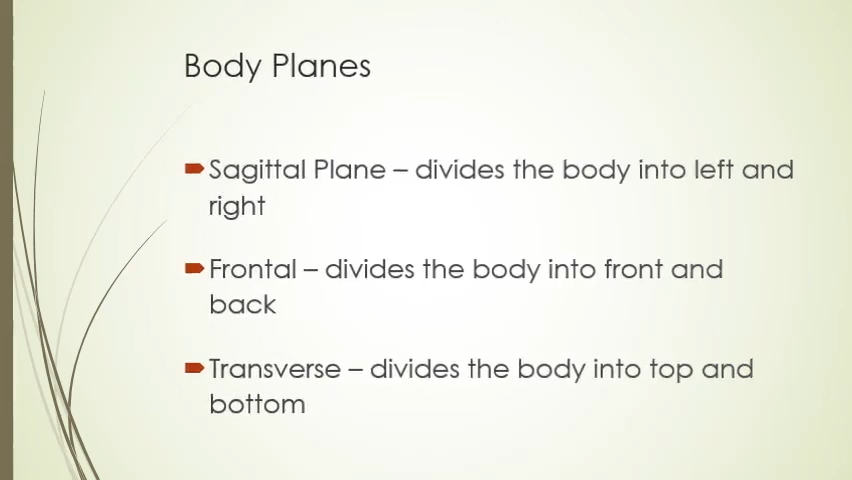 Body Planes
Sagittal Plane – divides the body into left and
right
Frontal – divides the body into front and
back
Transverse – divides the body into top and
bottom